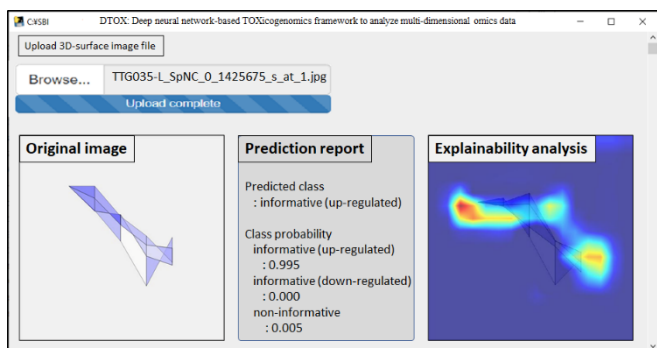 C:¥SBI
DTOX: Deep neural network-based TOXicogenomics framework to analyze multi-dimensional omics data
Upload 3D-surface image file
Browse...
TTG035-L_SpNC_0_1425675_s_at_1.jpg
Upload complete
Original image
Prediction report
Predicted class
: informative (up-regulated)
Class probability
informative (up-regulated)
: 0.995
informative (down-regulated)
: 0.000
non-informative
: 0.005
Explainability analysis